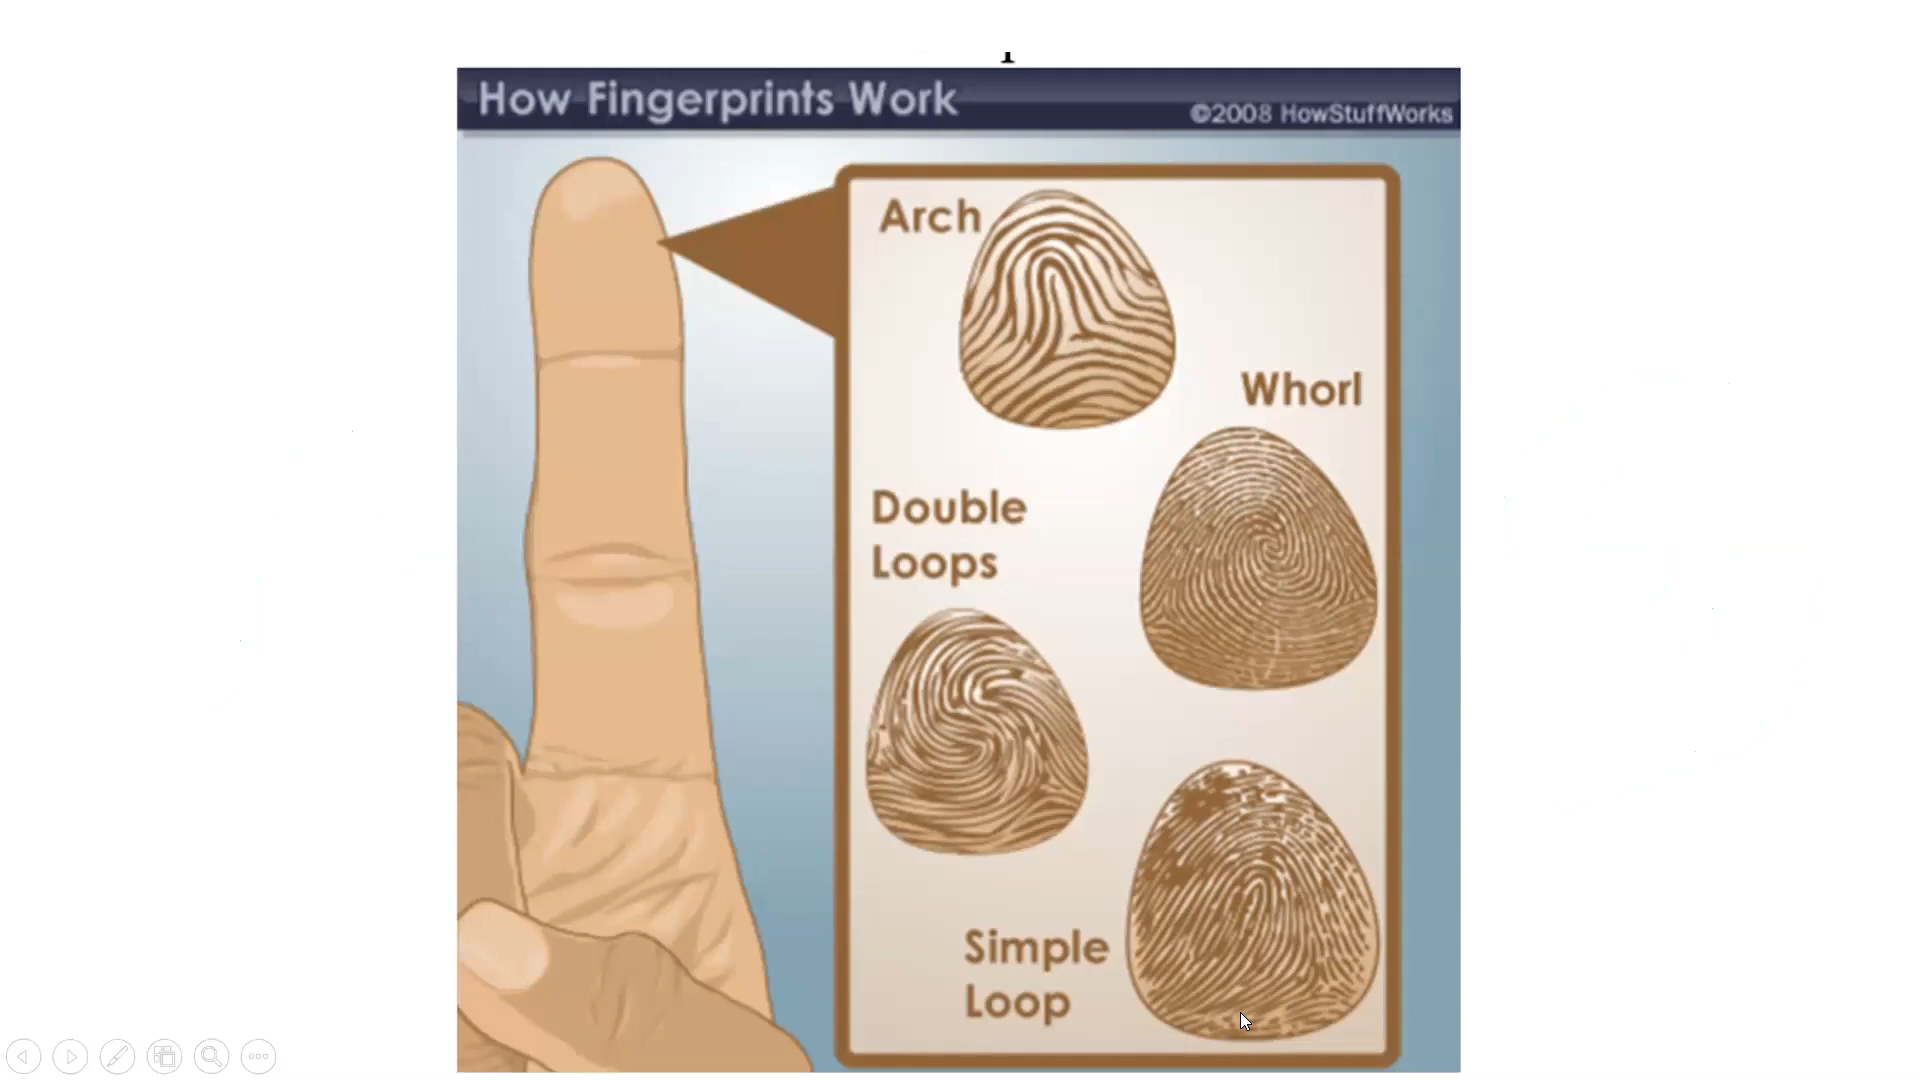 How Fingerprints Work
©2008 HowStuffWorks
Arch
Whorl
Double
Loops
Simple
Loop